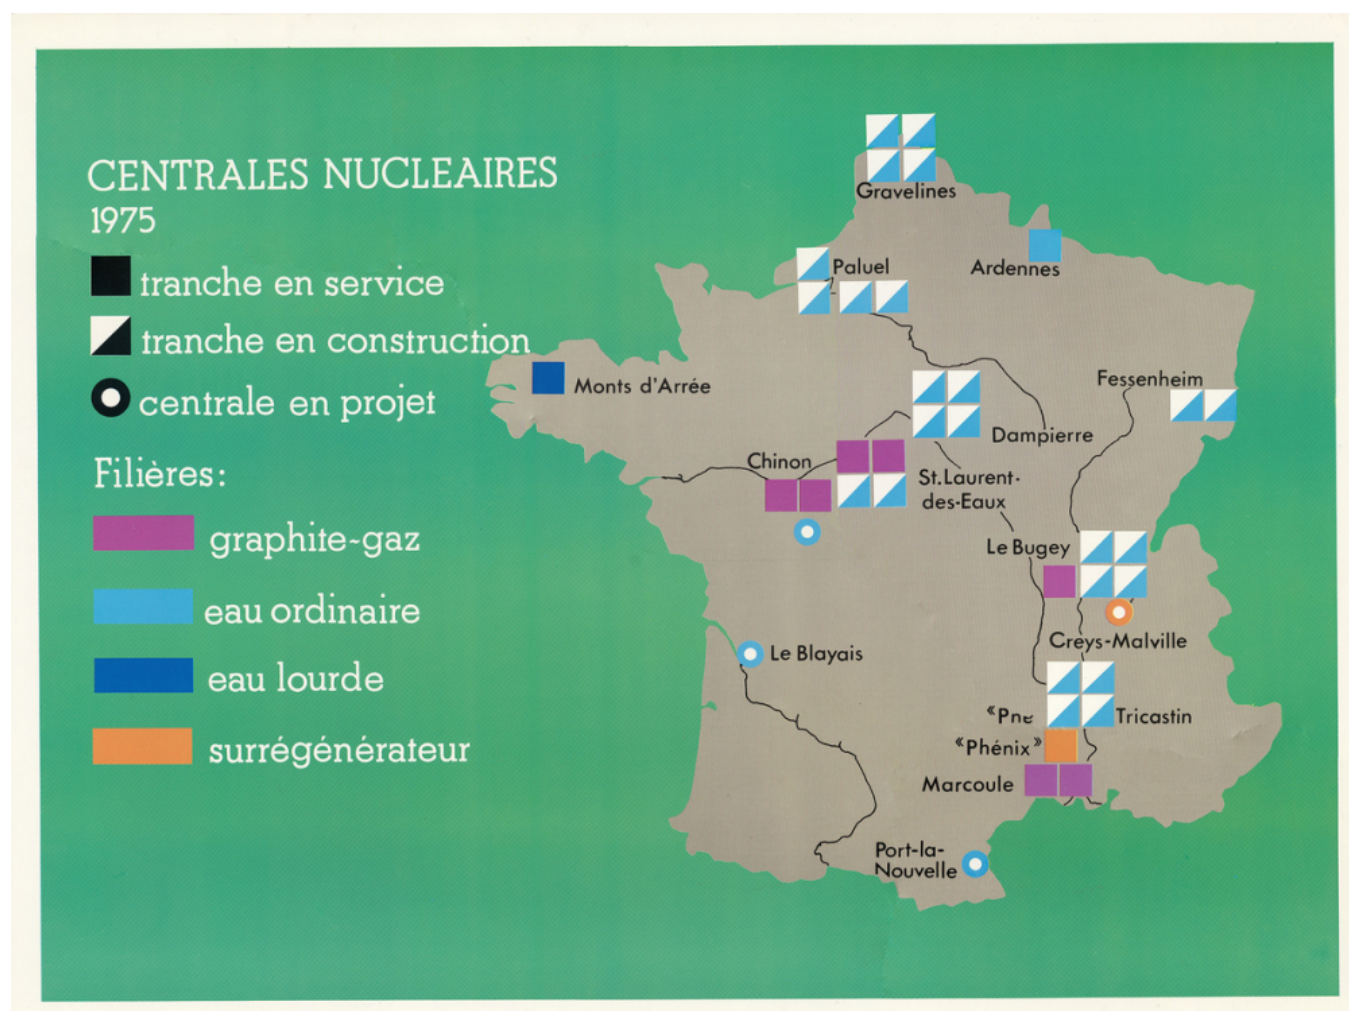 CENTRALES NUCLEAIRES
1975
tranche en service
tranche en construction
centrale en projet
Filières:
graphite-gaz
eau ordinaire
eau lourde
surrégénérateur
Gravelines
Paluel
Ardennes
Monts d'Arrée
Fessenheim
Dampierre
Chinon
St. Laurent-
des-Eaux
Le Bugey
Creys-Malville
Le Blayais
Tricastin
«Phénix»
Marcoule
Port-la-
Nouvelle